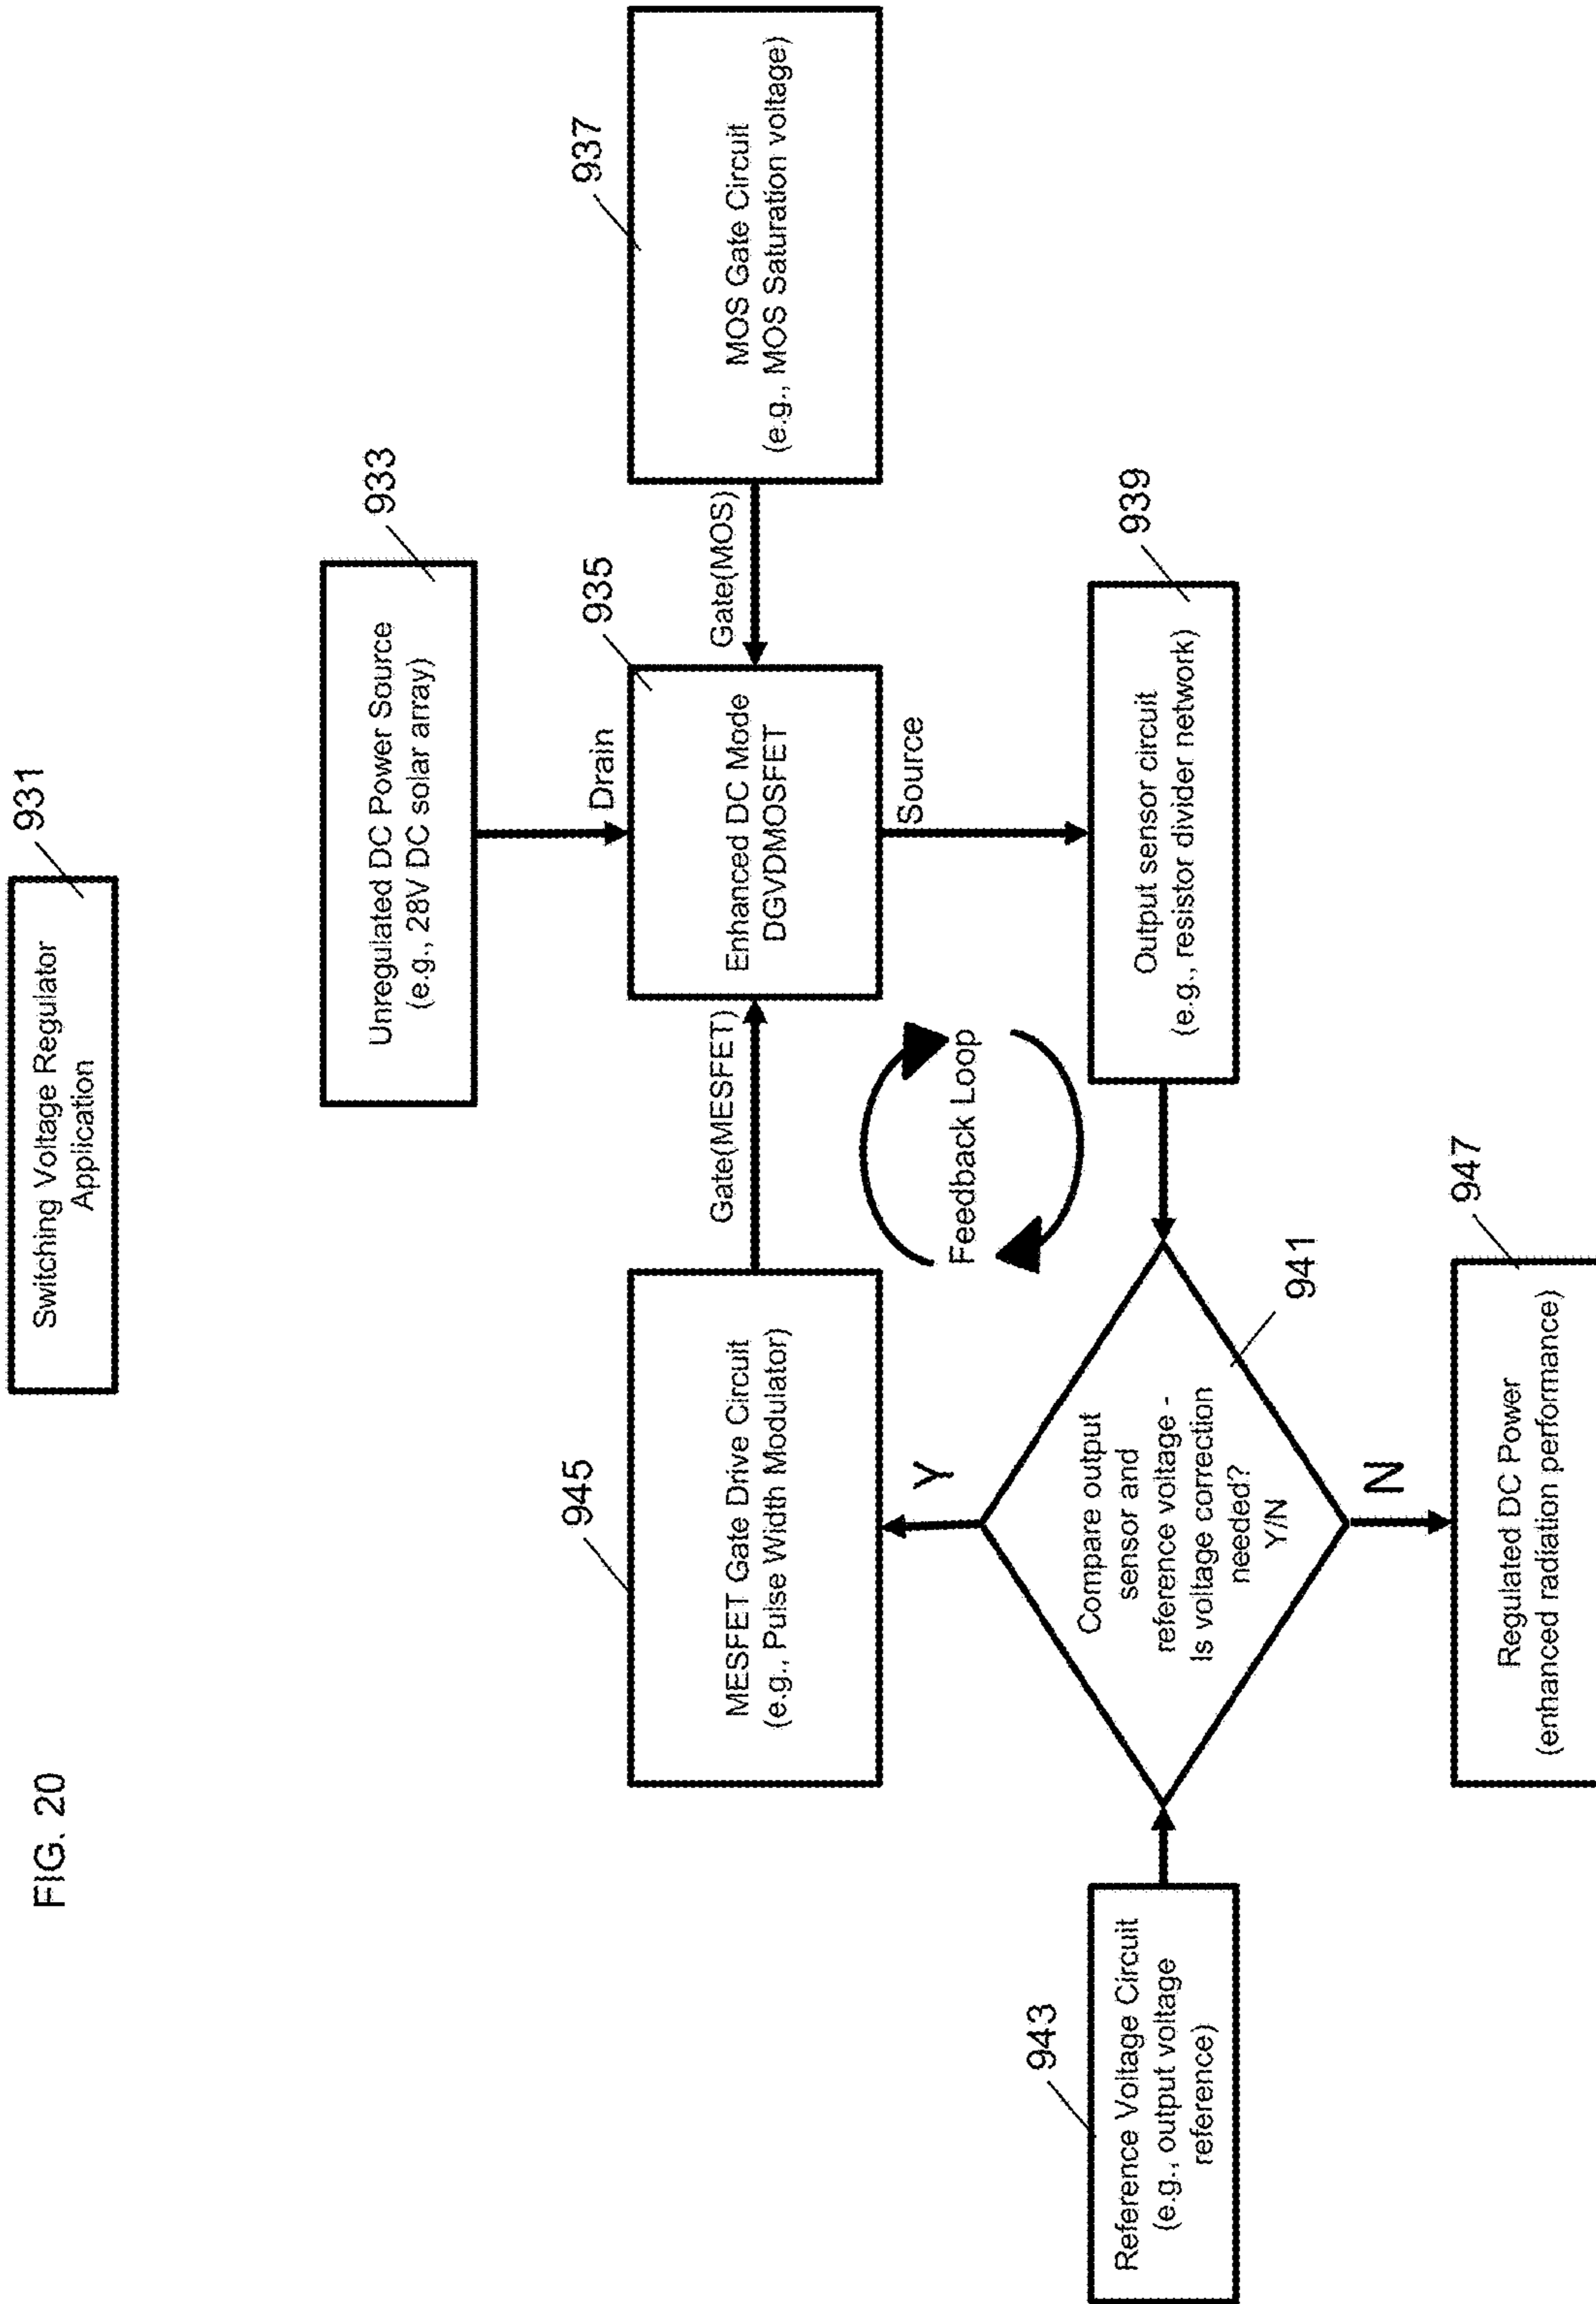 FIG. 20
Switching Voltage Regulator
Application
931
Unregulated DC Power Source
(e.g., 28V DC solar array)
933
Drain
945
MESFET Gate Drive Circuit
(e.g., Pulse Width Modulator)
Gate(MESFET)
935
Enhanced DC Mode
DGVDMOSFET
Gate(MOS)
937
MOS Gate Circuit
(e.g., MOS Saturation voltage)
Source
Feedback Loop
Y
943
Reference Voltage Circuit
(e.g., output voltage
reference)
Compare output
sensor and
reference voltage -
Is voltage correction
needed?
Y/N
941
Output sensor circuit
(e.g., resistor divider network)
939
N
947
Regulated DC Power
(enhanced radiation performance)